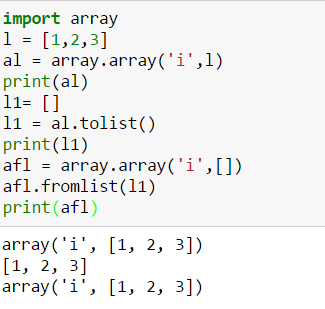 import array
l = [1,2,3]
al = array.array('i',l)
print(al)
l1= []
l1 = al.tolist()
print(l1)
afl = array.array('i',[])
afl.fromlist(l1)
print(afl)
array('i', [1, 2, 3])
[1, 2, 3]
array('i', [1, 2, 3])